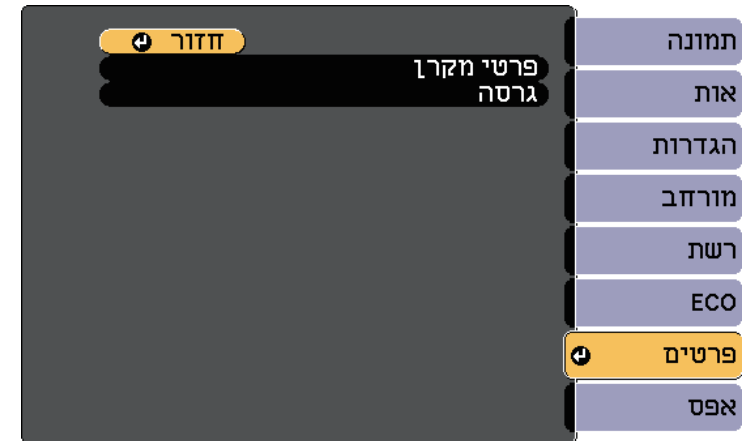 תמונה
אות
הגדרות
מורחב
רשת
ECO
פרטים
אפס
חזור
פרטי מקרן
גרסה